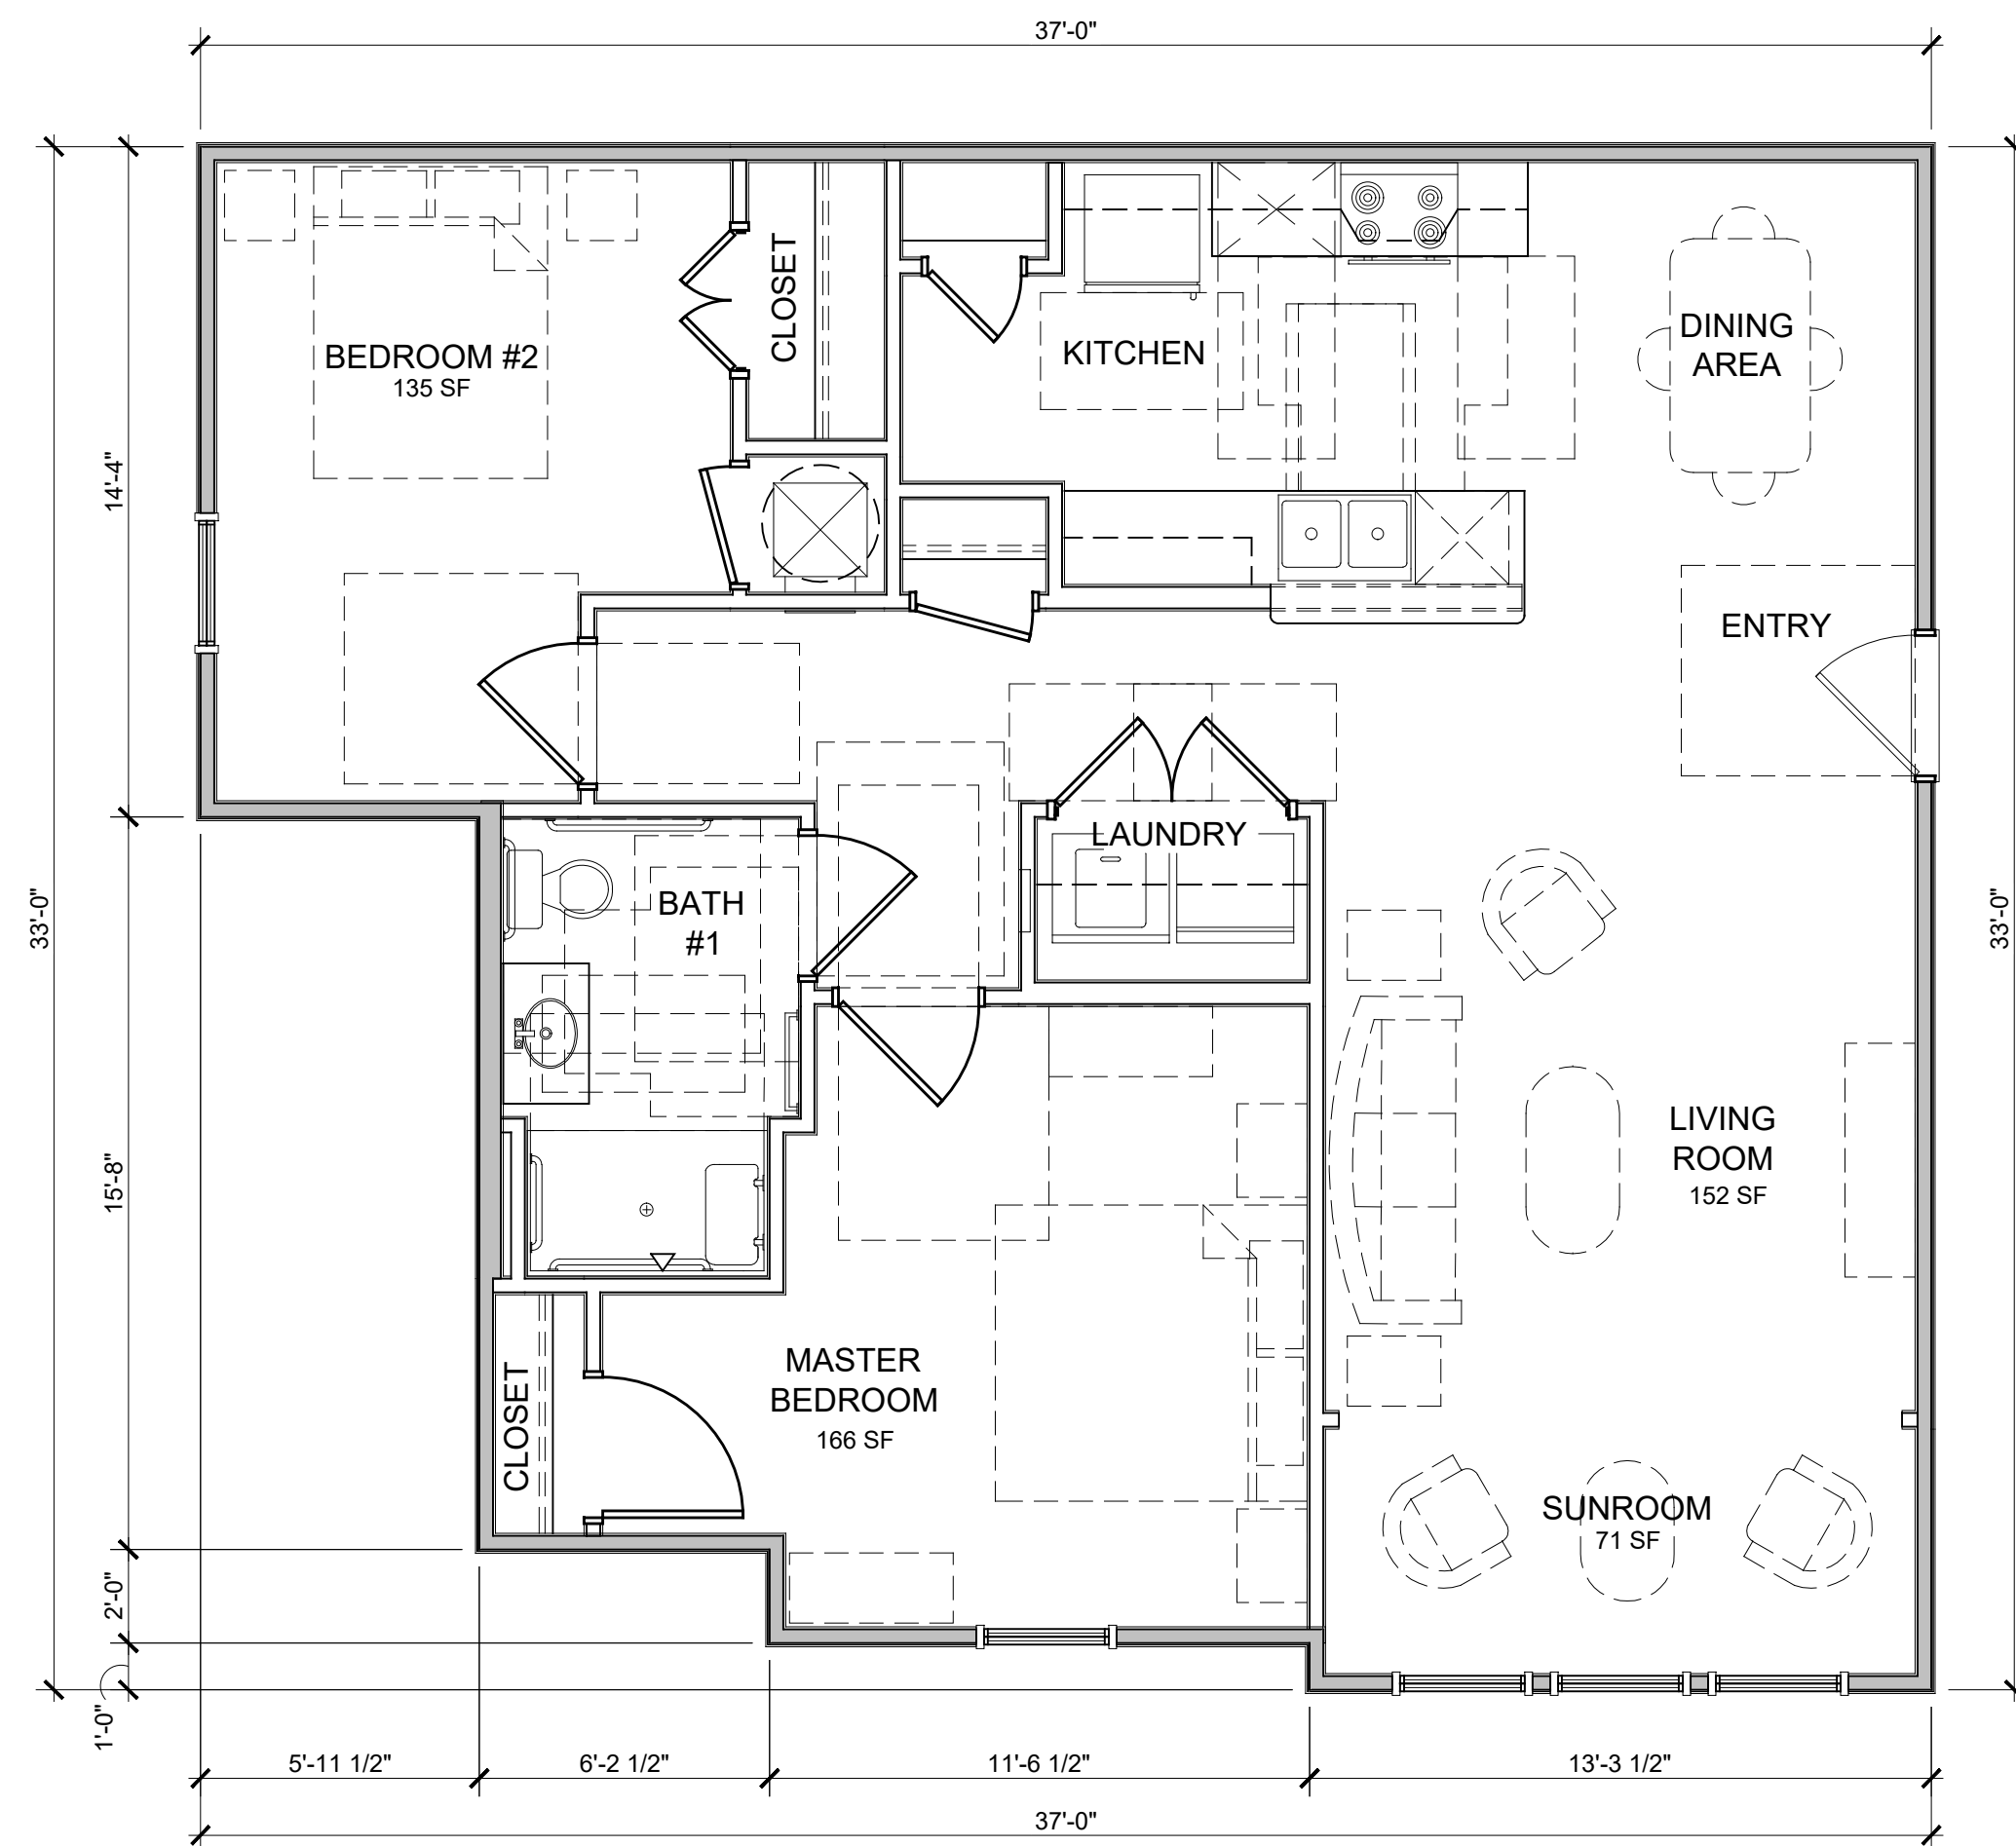 37'-0"
CLOSET
BEDROOM #2
135 SF
KITCHEN
DINING
AREA
14'-4"
ENTRY
LAUNDRY
BATH
#1
33'-0"
33'-0"
LIVING
ROOM
152 SF
15'-8"
MASTER
BEDROOM
166 SF
CLOSET
SUNROOM
71 SF
2'-0"
1'-0"
5'-11 1/2"
6'-2 1/2"
11'-6 1/2"
13'-3 1/2"
37'-0"